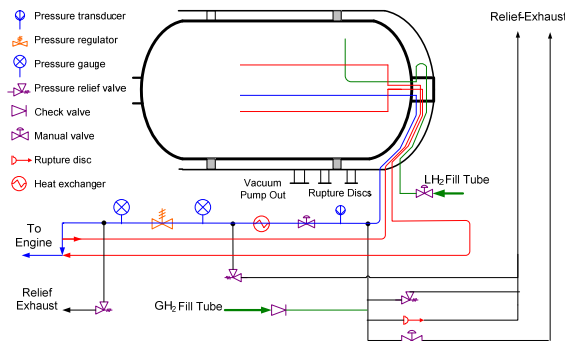 Pressure transducer
Pressure regulator
Pressure gauge
Pressure relief valve
Check valve
Manual valve
Rupture disc
Heat exchanger
Relief-Exhaust
Vacuum
Pump Out
Rupture Discs
LH2 Fill Tube
To
Engine
Relief
Exhaust
GH2 Fill Tube